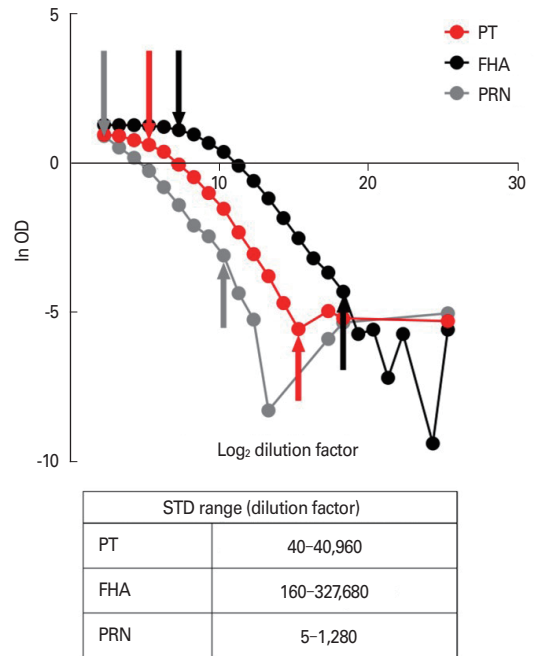 5
PT
FHA
PRN
0
10
20
30
ln OD
-5
-10
Log2 dilution factor
STD range (dilution factor)
PT 40-40,960
FHA 160-327,680
PRN 5-1,280